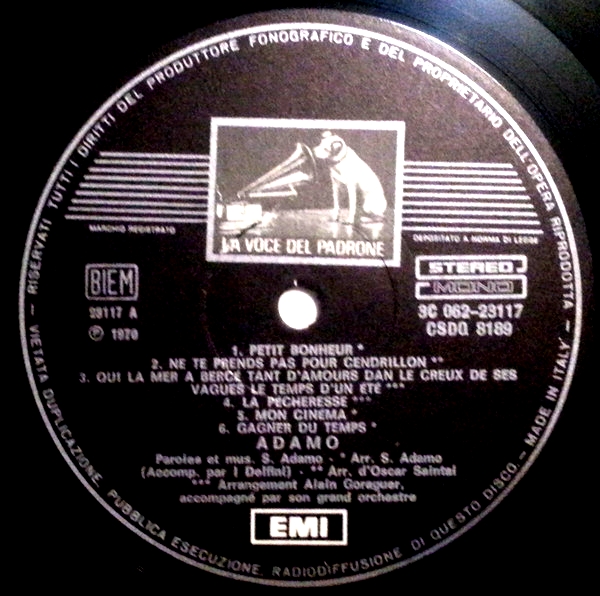 RISERVATI TUTTI I DIRITTI DEL PRODUTTORE FONOGRAFICO E DEL PROPRIETARIO DELL'OPERA RIPRODOTTA - MADE IN ITALY
- VIETATA DUPLICAZIONE, PUBBLICA ESECUZIONE, RADIODIFFUSIONE DI QUESTO DISCO -
LA VOCE DEL PADRONE
MARCHIO REGISTRATO
DEPOSITATO A NORMA DI LEGGE
BIEM
STEREO
MONO
23117 A
3C 062-23117
Ⓟ 1970
CSDQ 8189
1. PETIT BONHEUR *
2. NE TE PRENDS PAS POUR CENDRILLON **
3. QUI LA MER A BERCE TANT D'AMOURS DAN LE CREUX DE SES
VAGUES LE TEMPS D'UN ETE ***
4. LA PECHERESSE ***
5. MON CINEMA *
6. GAGNER DU TEMPS *
ADAMO
Paroles et mus. S. Adamo - * Arr. S. Adamo
(Accomp. par I Delfini) - ** Arr. d'Oscar Saintal
*** Arrangement Alain Goraguer,
accompagné par son grand orchestre
EMI